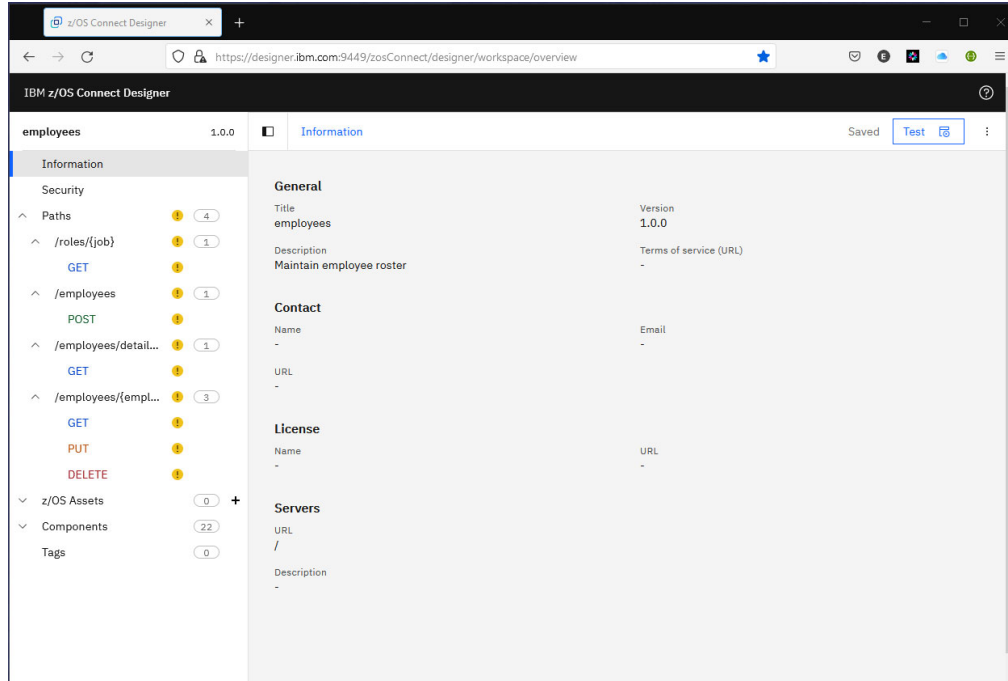 z/OS Connect Designer
https://designer.ibm.com:9449/zosConnect/designer/workspace/overview
E
IBM z/OS Connect Designer
employees 1.0.0
Information
Security
Paths 4
/roles/{job} 1
GET
/employees 1
POST
/employees/detail... 1
GET
/employees/{empl... 3
GET
PUT
DELETE
z/OS Assets 0 +
Components 22
Tags 0
Information Saved Test
General
Title Version
employees 1.0.0
Description Terms of service (URL)
Maintain employee roster -
Contact
Name Email
- -
URL
-
License
Name URL
- -
Servers
URL
/
Description
-